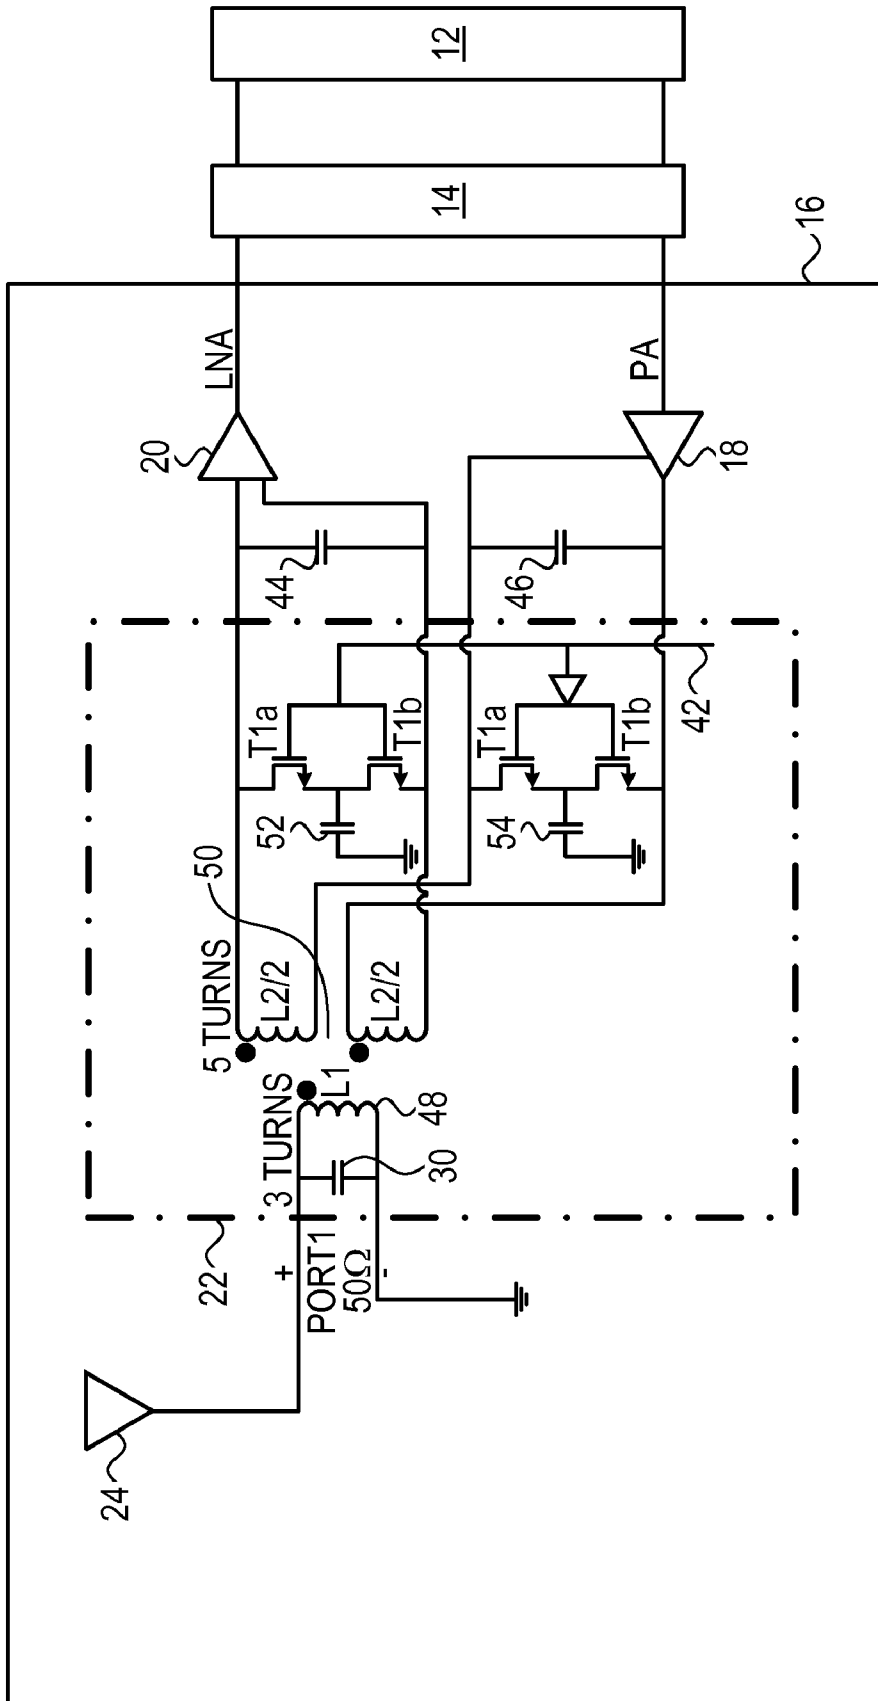 12
14
16
LNA
PA
20
18
44
46
T1a
T1b
T1a
T1b
42
52
54
50
5 TURNS
L2/2
L2/2
3 TURNS
L1
48
30
22
+
PORT1
50Ω
-
24